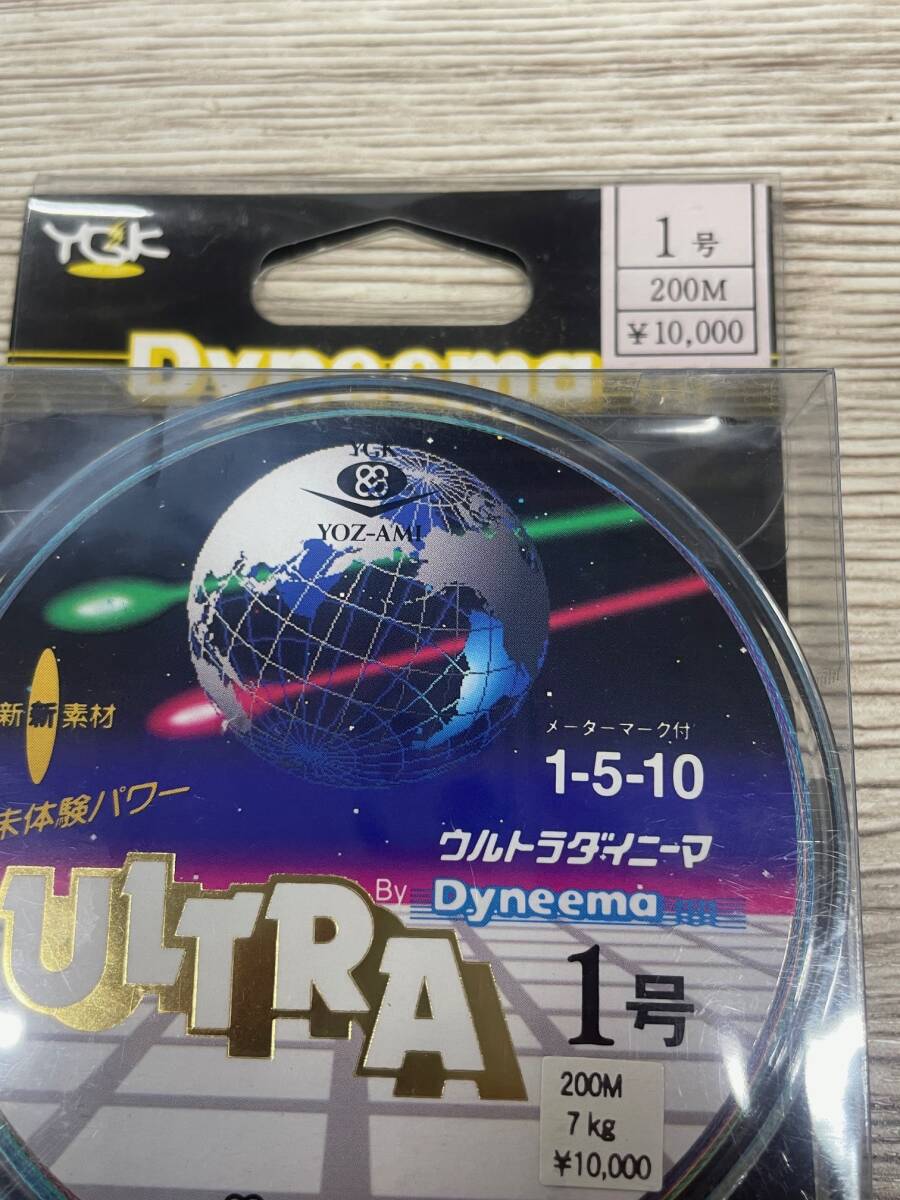 YGK
1号
200M
¥10,000
Dyneema
YGK
YOZ-AMI
新新素材
メーターマーク付
1-5-10
未体験パワー
ウルトラダイニーマ
ULTRA
By Dyneema
1号
200M
7kg
¥10,000